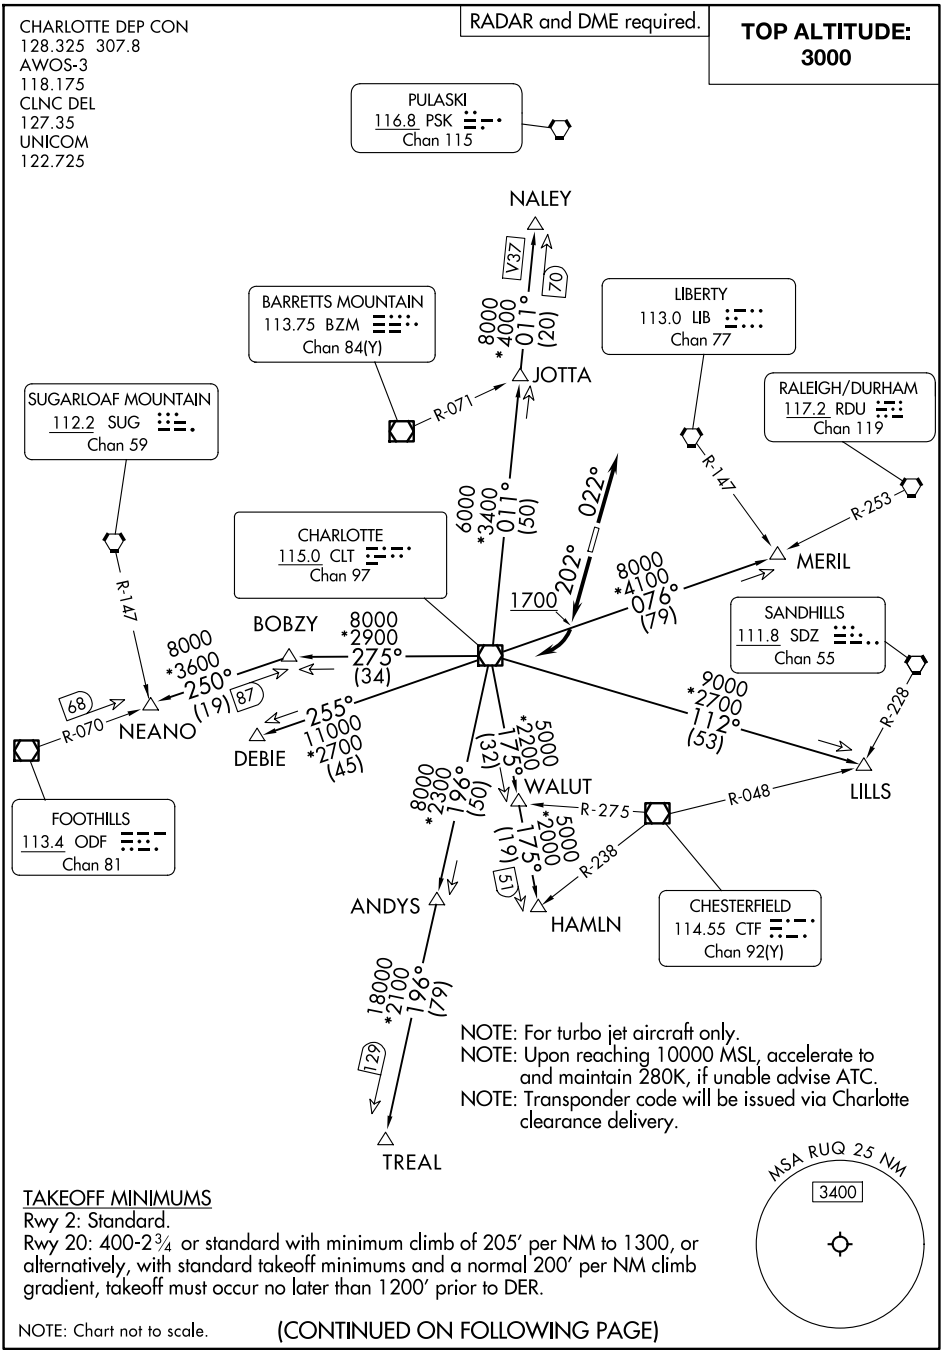 CHARLOTTE DEP CON
128.325 307.8
AWOS-3
118.175
CLNC DEL
127.35
UNICOM
122.725
RADAR and DME required.
TOP ALTITUDE:
3000
PULASKI
116.8 PSK
Chan 115
NALEY
V37
70
8000
*4000
011°
(20)
BARRETTS MOUNTAIN
113.75 BZM
Chan 84(Y)
LIBERTY
113.0 LIB
Chan 77
JOTTA
R-071
SUGARLOAF MOUNTAIN
112.2 SUG
Chan 59
RALEIGH/DURHAM
117.2 RDU
Chan 119
R-147
R-253
6000
*3400
011°
(50)
022°
202°
1700
CHARLOTTE
115.0 CLT
Chan 97
MERIL
8000
*4100
076°
(79)
R-147
BOBZY
8000
*2900
275°
(34)
8000
*3600
250°
(19)
87
68
R-070
NEANO
SANDHILLS
111.8 SDZ
Chan 55
R-228
DEBIE
255°
11000
*2700
(45)
9000
*2700
112°
(53)
LILLS
5000
*2200
175°
(32)
WALUT
8000
*2300
196°
(50)
R-275
R-048
R-238
5000
*2000
175°
(19)
51
FOOTHILLS
113.4 ODF
Chan 81
ANDYS
HAMLN
CHESTERFIELD
114.55 CTF
Chan 92(Y)
18000
*2100
196°
(79)
129
TREAL
NOTE: For turbo jet aircraft only.
NOTE: Upon reaching 10000 MSL, accelerate to
and maintain 280K, if unable advise ATC.
NOTE: Transponder code will be issued via Charlotte
clearance delivery.
MSA RUQ 25 NM
3400
TAKEOFF MINIMUMS
Rwy 2: Standard.
Rwy 20: 400-2¾ or standard with minimum climb of 205' per NM to 1300, or
alternatively, with standard takeoff minimums and a normal 200' per NM climb
gradient, takeoff must occur no later than 1200' prior to DER.
NOTE: Chart not to scale.
(CONTINUED ON FOLLOWING PAGE)